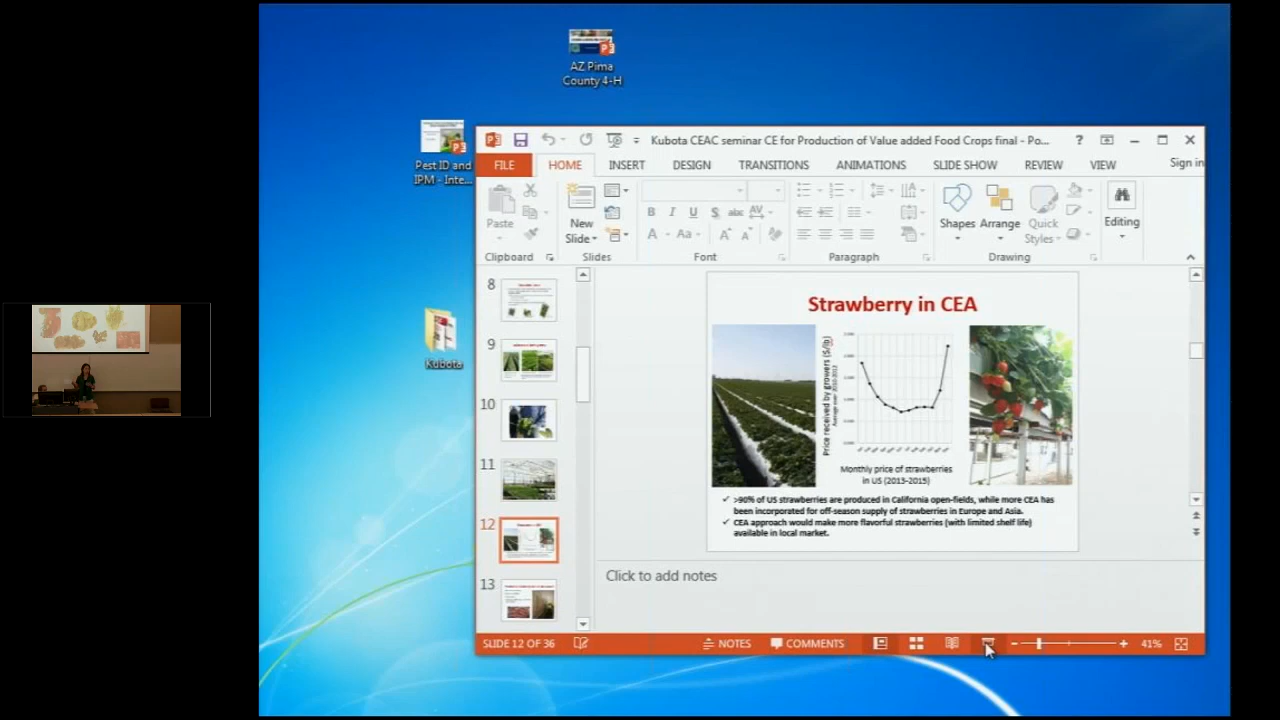 AZ Pima
County 4-H
Pest ID and
IPM - Inte...
Kubota
Kubota CEAC seminar CE for Production of Value added Food Crops final - Po...
FILE
HOME
INSERT
DESIGN
TRANSITIONS
ANIMATIONS
SLIDE SHOW
REVIEW
VIEW
Sign in
Paste
New
Slide
Shapes
Arrange
Quick
Styles
Editing
Clipboard
Slides
Font
Paragraph
Drawing
8
9
10
11
12
13
Strawberry in CEA
Price received by growers ($/lb)
Monthly price of strawberries
in US (2013-2015)
>90% of US strawberries are produced in California open-fields, while more CEA has
been incorporated for off-season supply of strawberries in Europe and Asia.
CEA approach would make more flavorful strawberries (with limited shelf life)
available in local market.
Click to add notes
SLIDE 12 OF 36
NOTES
COMMENTS
41%